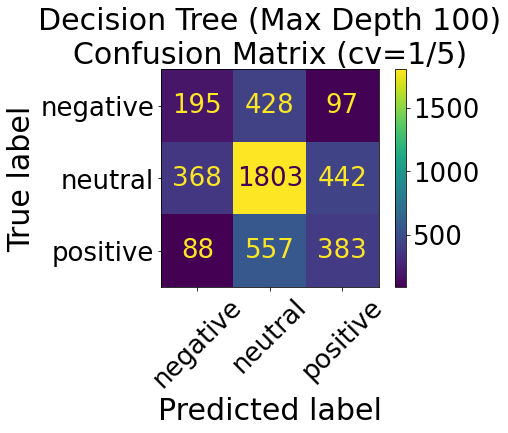 Decision Tree (Max Depth 100)
Confusion Matrix (cv=1/5)
True label
negative 195 428 97
neutral 368 1803 442
positive 88 557 383
negative neutral positive
Predicted label
1500
1000
500